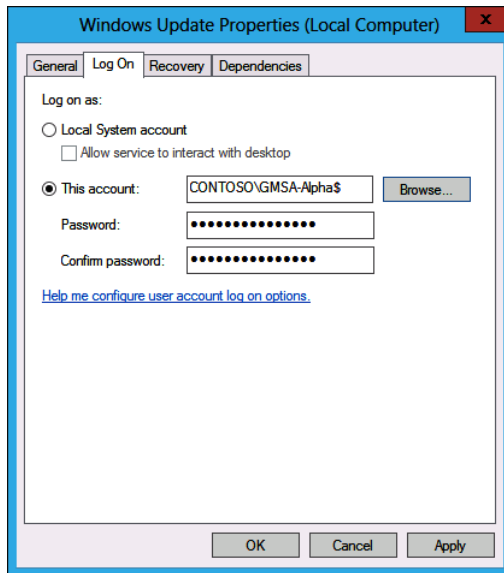 Windows Update Properties (Local Computer)
x
General Log On Recovery Dependencies
Log on as:
Local System account
Allow service to interact with desktop
This account: CONTOSO\GMSA-Alpha$ Browse...
Password: ●●●●●●●●●●●●●●●
Confirm password: ●●●●●●●●●●●●●●●
Help me configure user account log on options.
OK Cancel Apply